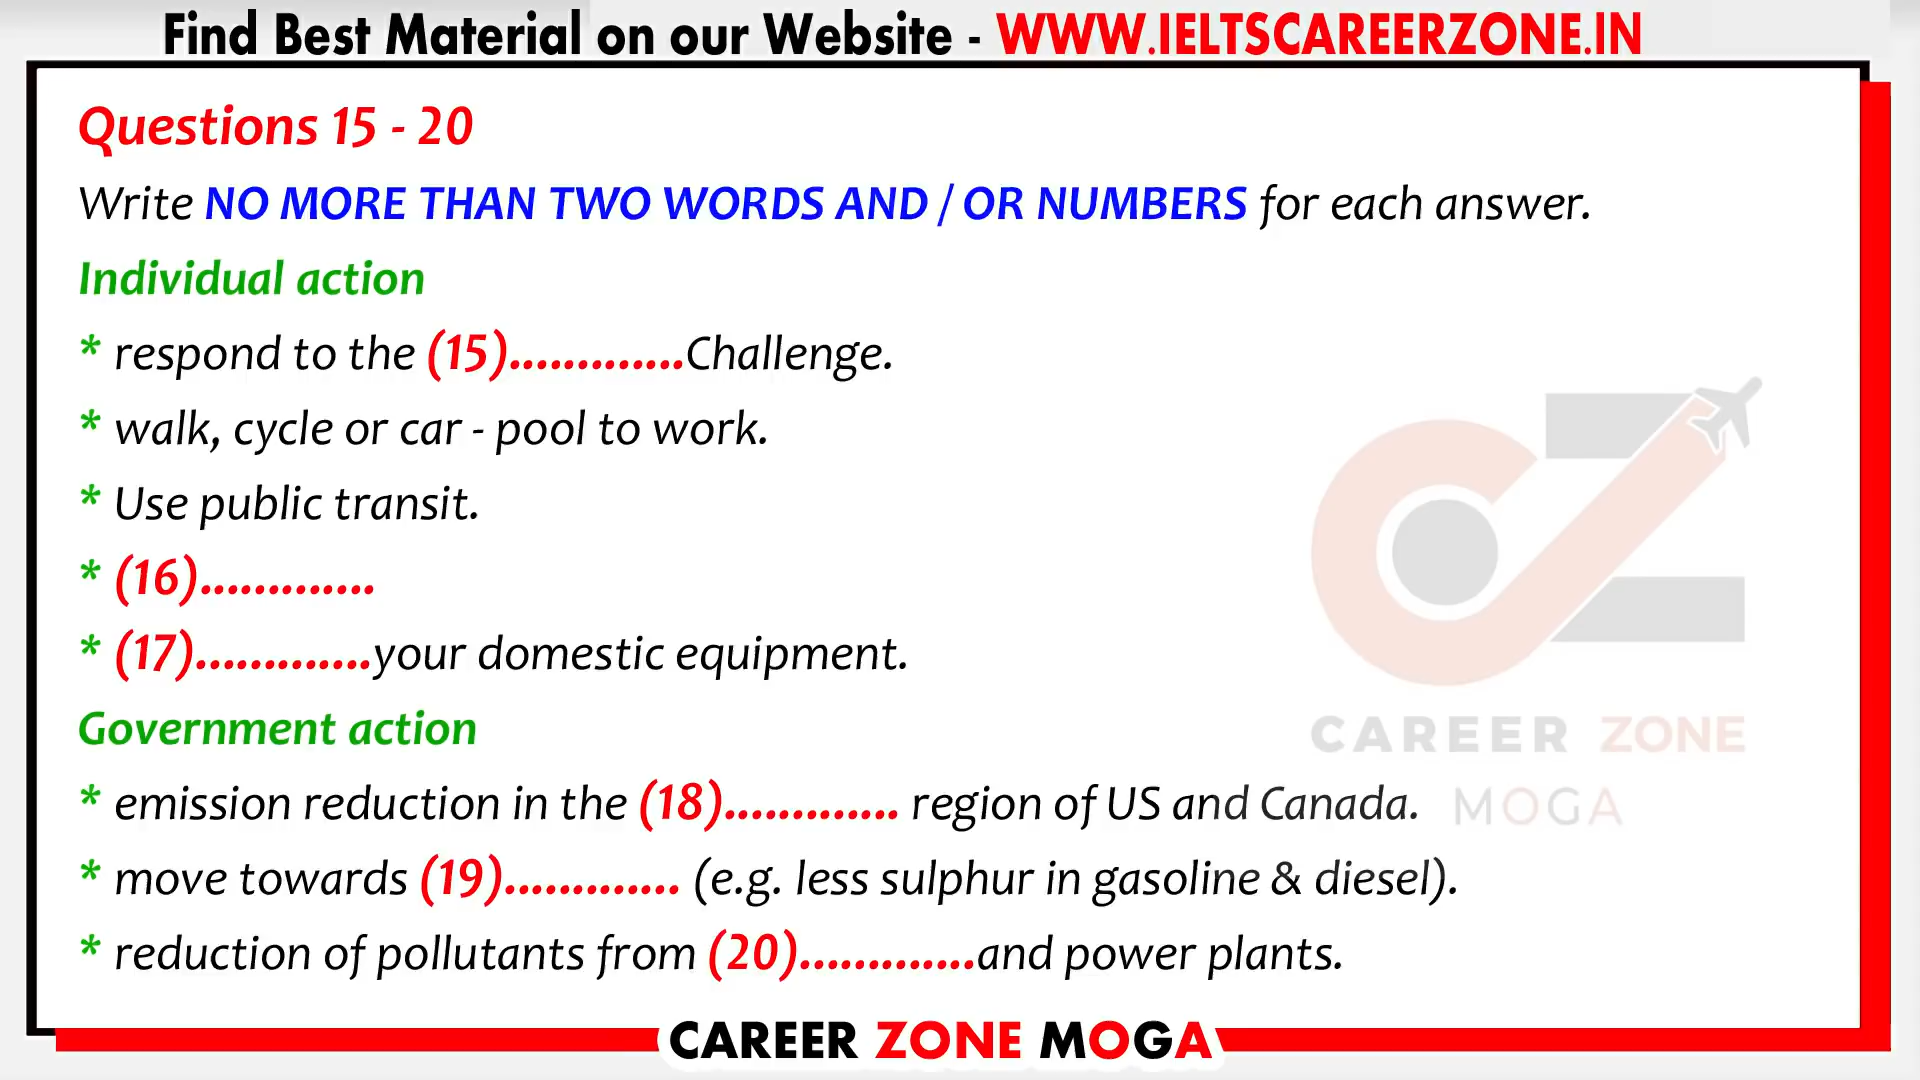 Find Best Material on our Website - WWW.IELTSCAREERZONE.IN
Questions 15 - 20
Write NO MORE THAN TWO WORDS AND / OR NUMBERS for each answer.
Individual action
* respond to the (15).............Challenge.
* walk, cycle or car - pool to work.
* Use public transit.
* (16).............
* (17).............your domestic equipment.
Government action
* emission reduction in the (18)............. region of US and Canada.
* move towards (19)............. (e.g. less sulphur in gasoline & diesel).
* reduction of pollutants from (20).............and power plants.
CAREER ZONE
MOGA
CAREER ZONE MOGA